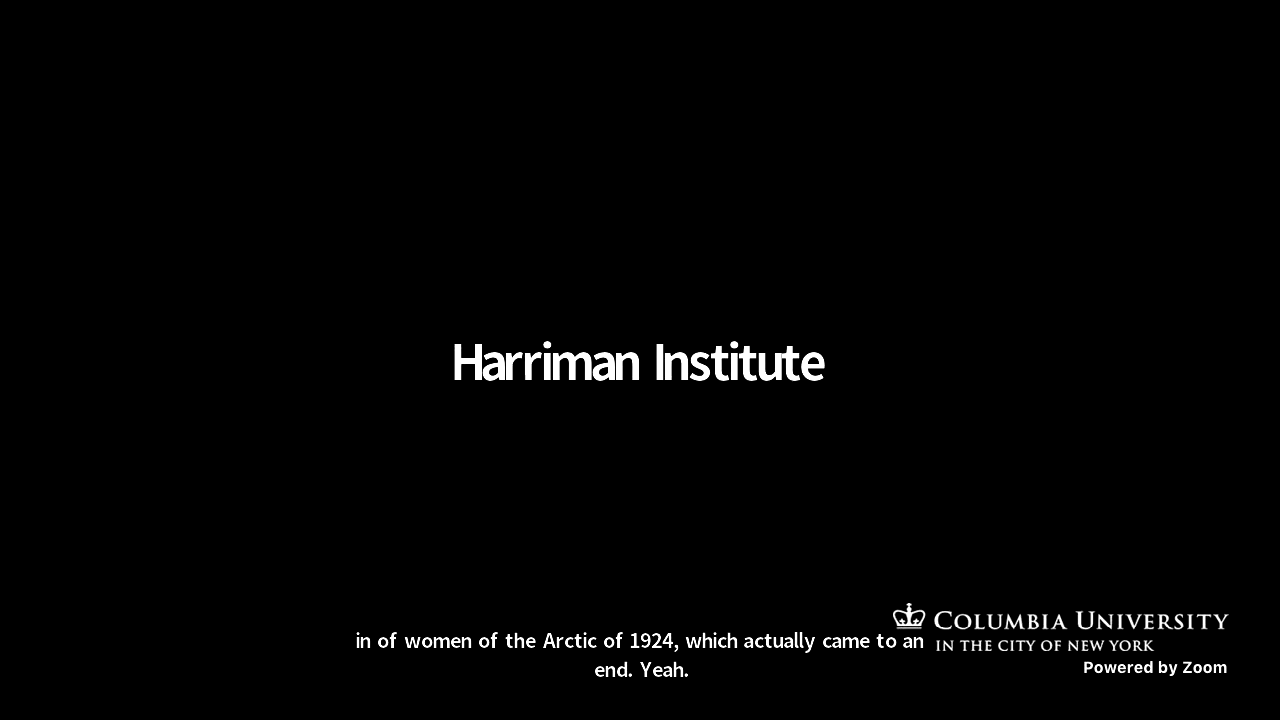 Harriman Institute
COLUMBIA UNIVERSITY
IN THE CITY OF NEW YORK
in of women of the Arctic of 1924, which actually came to an
end. Yeah.
Powered by Zoom